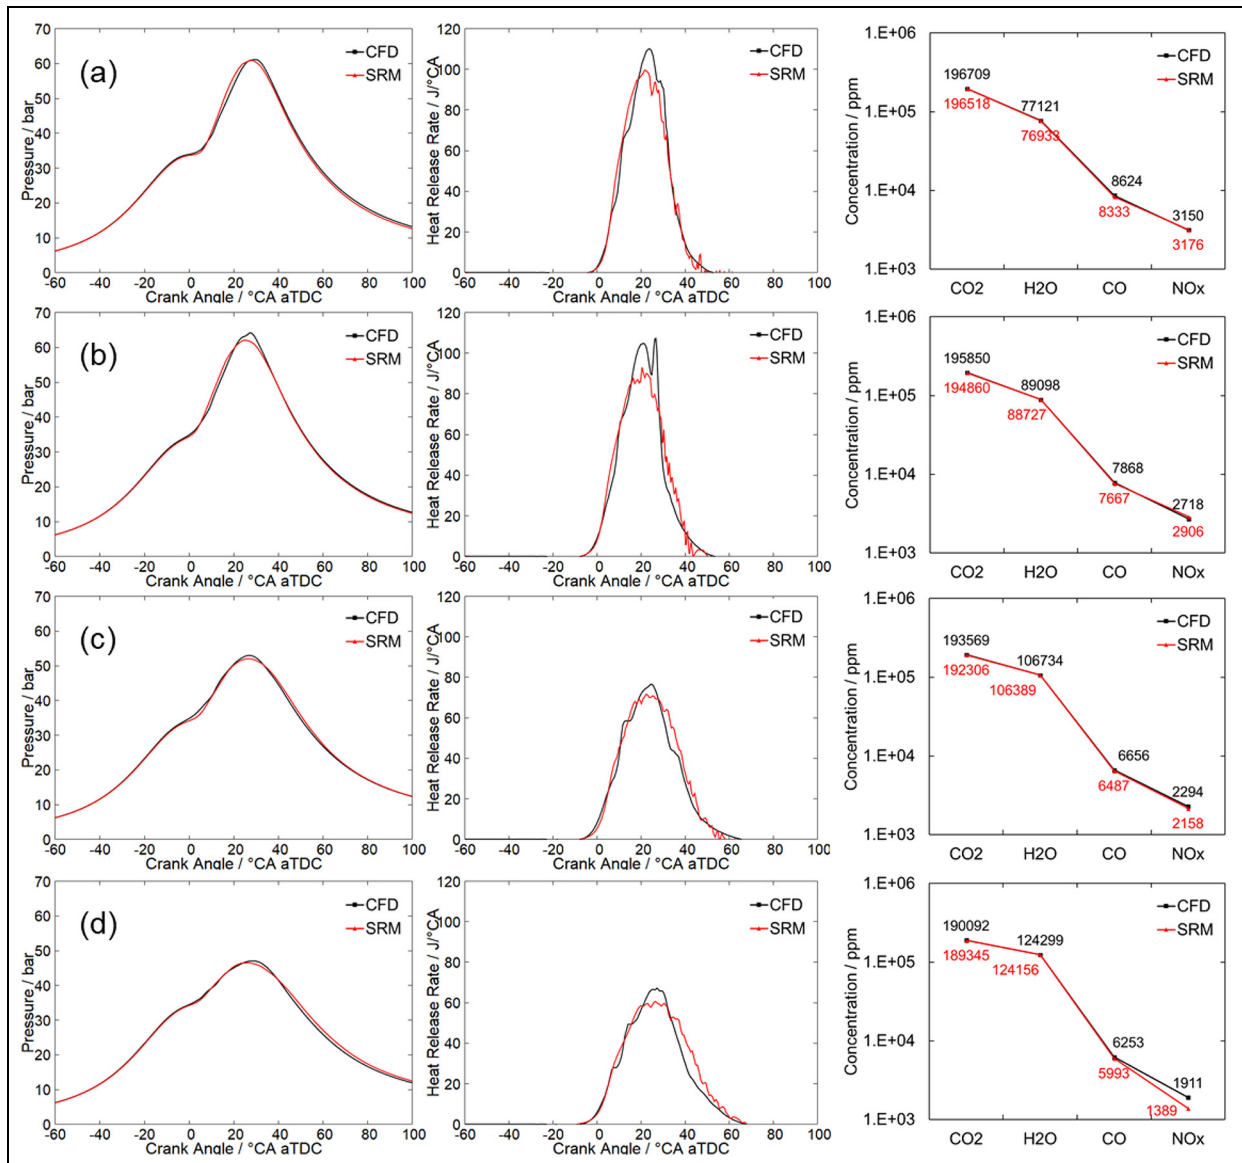 70
60
50
40
30
20
10
0
-60 -40 -20 0 20 40 60 80 100
Pressure / bar
Crank Angle / °CA aTDC
(a)
CFD
SRM
120
100
80
60
40
20
0
-60 -40 -20 0 20 40 60 80 100
Heat Release Rate / J/°CA
Crank Angle / °CA aTDC
CFD
SRM
1.E+06
1.E+05
1.E+04
1.E+03
Concentration / ppm
CFD
SRM
196709
196518
77121
76933
8624
8333
3150
3176
CO2 H2O CO NOx
70
60
50
40
30
20
10
0
-60 -40 -20 0 20 40 60 80 100
Pressure / bar
Crank Angle / °CA aTDC
(b)
CFD
SRM
120
100
80
60
40
20
0
-60 -40 -20 0 20 40 60 80 100
Heat Release Rate / J/°CA
Crank Angle / °CA aTDC
CFD
SRM
1.E+06
1.E+05
1.E+04
1.E+03
Concentration / ppm
CFD
SRM
195850
194860
89098
88727
7868
7667
2718
2906
CO2 H2O CO NOx
70
60
50
40
30
20
10
0
-60 -40 -20 0 20 40 60 80 100
Pressure / bar
Crank Angle / °CA aTDC
(c)
CFD
SRM
120
100
80
60
40
20
0
-60 -40 -20 0 20 40 60 80 100
Heat Release Rate / J/°CA
Crank Angle / °CA aTDC
CFD
SRM
1.E+06
1.E+05
1.E+04
1.E+03
Concentration / ppm
CFD
SRM
193569
192306
106734
106389
6656
6487
2294
2158
CO2 H2O CO NOx
70
60
50
40
30
20
10
0
-60 -40 -20 0 20 40 60 80 100
Pressure / bar
Crank Angle / °CA aTDC
(d)
CFD
SRM
120
100
80
60
40
20
0
-60 -40 -20 0 20 40 60 80 100
Heat Release Rate / J/°CA
Crank Angle / °CA aTDC
CFD
SRM
1.E+06
1.E+05
1.E+04
1.E+03
Concentration / ppm
CFD
SRM
190092
189345
124299
124156
6253
5993
1911
1389
CO2 H2O CO NOx